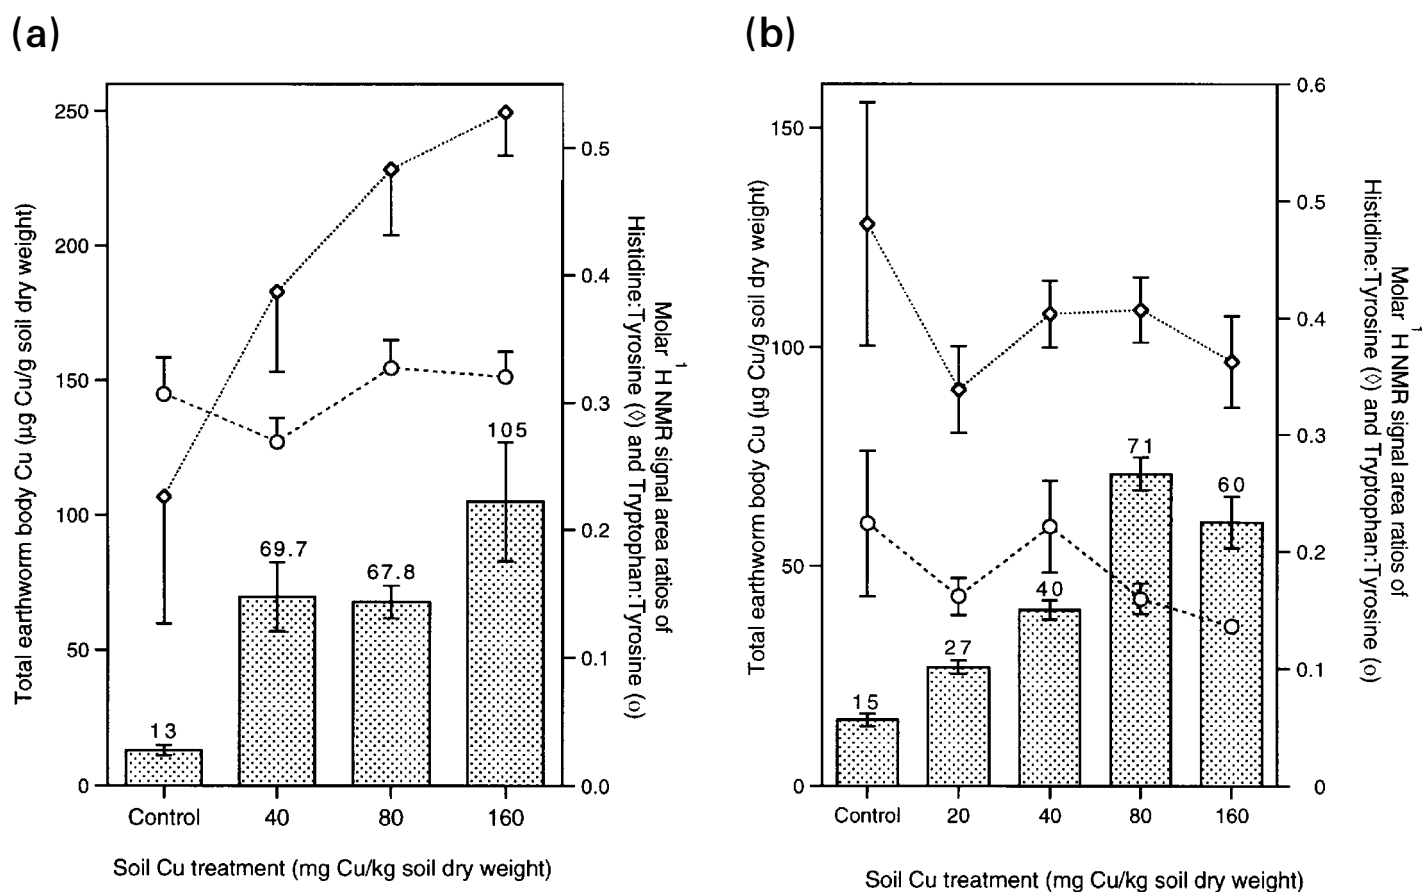 (a)
(b)
250
200
150
100
50
0
Total earthworm body Cu (µg Cu/g soil dry weight)
13
69.7
67.8
105
0.5
0.4
0.3
0.2
0.1
0.0
Molar ¹H NMR signal area ratios of
Histidine:Tyrosine (◊) and Tryptophan:Tyrosine (o)
Control 40 80 160
Soil Cu treatment (mg Cu/kg soil dry weight)
150
100
50
0
Total earthworm body Cu (µg Cu/g soil dry weight)
15
27
40
71
60
0.6
0.5
0.4
0.3
0.2
0.1
0
Molar ¹H NMR signal area ratios of
Histidine:Tyrosine (◊) and Tryptophan:Tyrosine (o)
Control 20 40 80 160
Soil Cu treatment (mg Cu/kg soil dry weight)